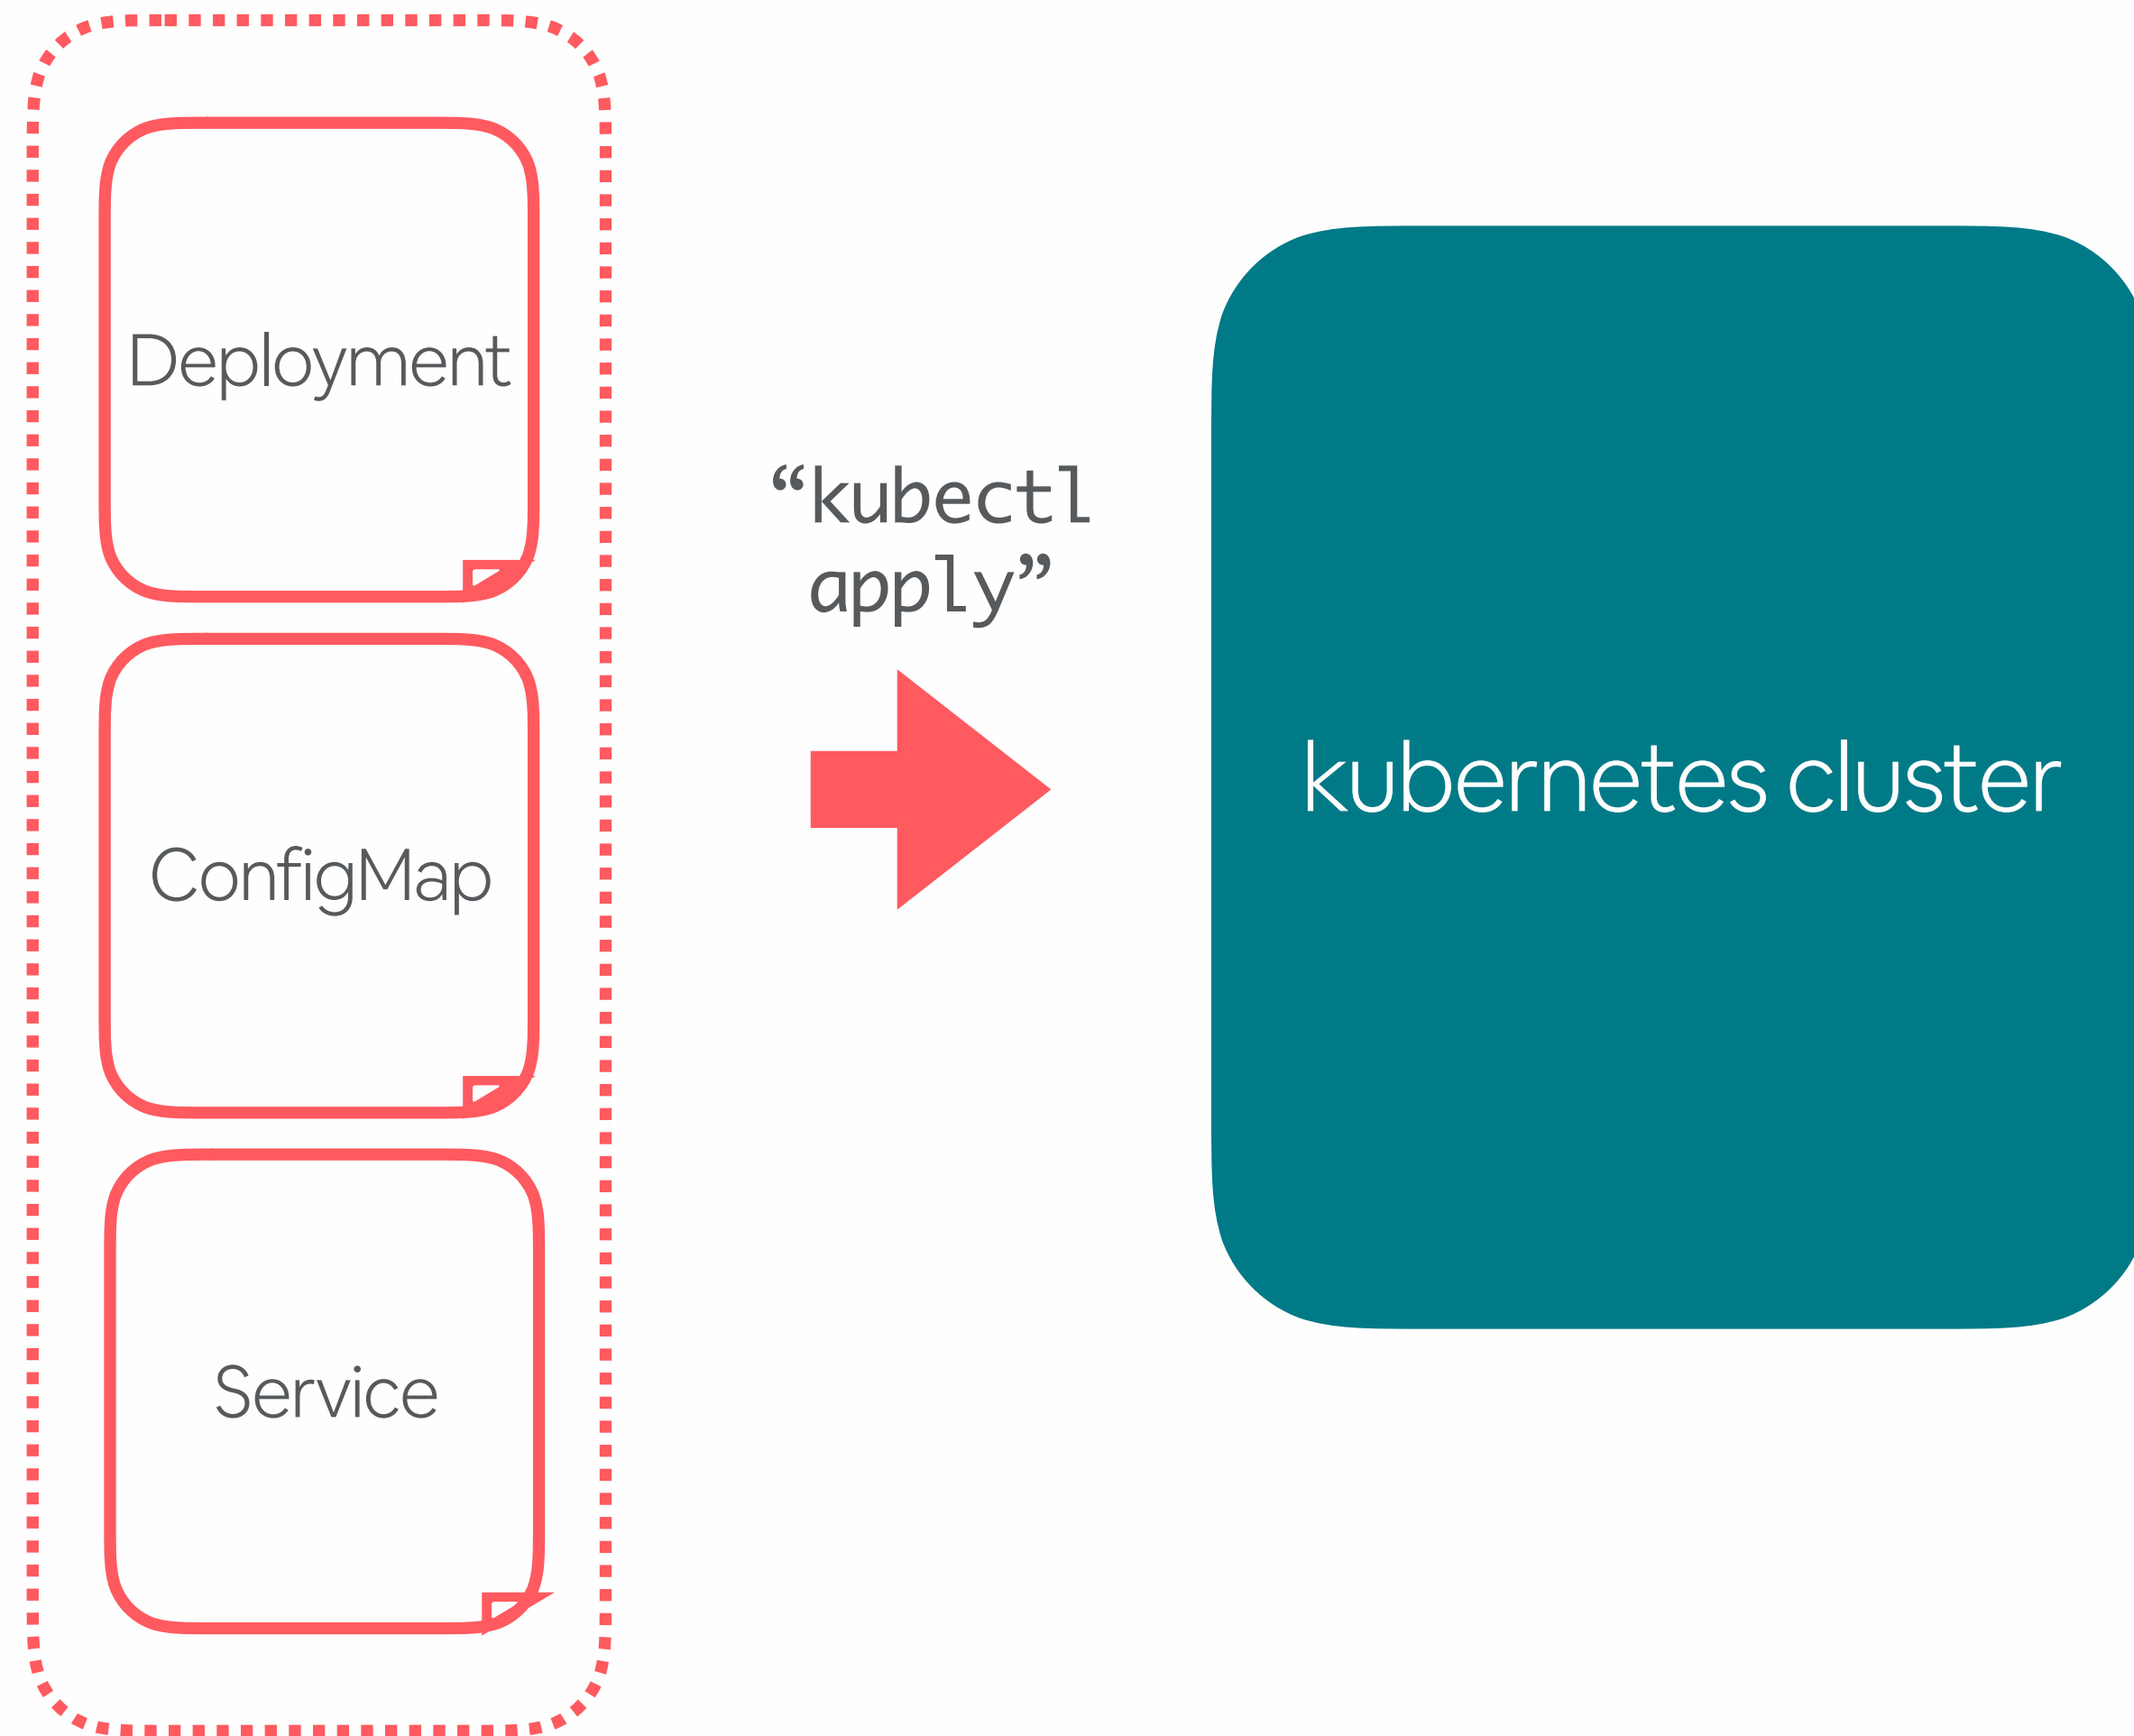 Deployment
ConfigMap
Service
“kubectl
apply”
kubernetes cluster